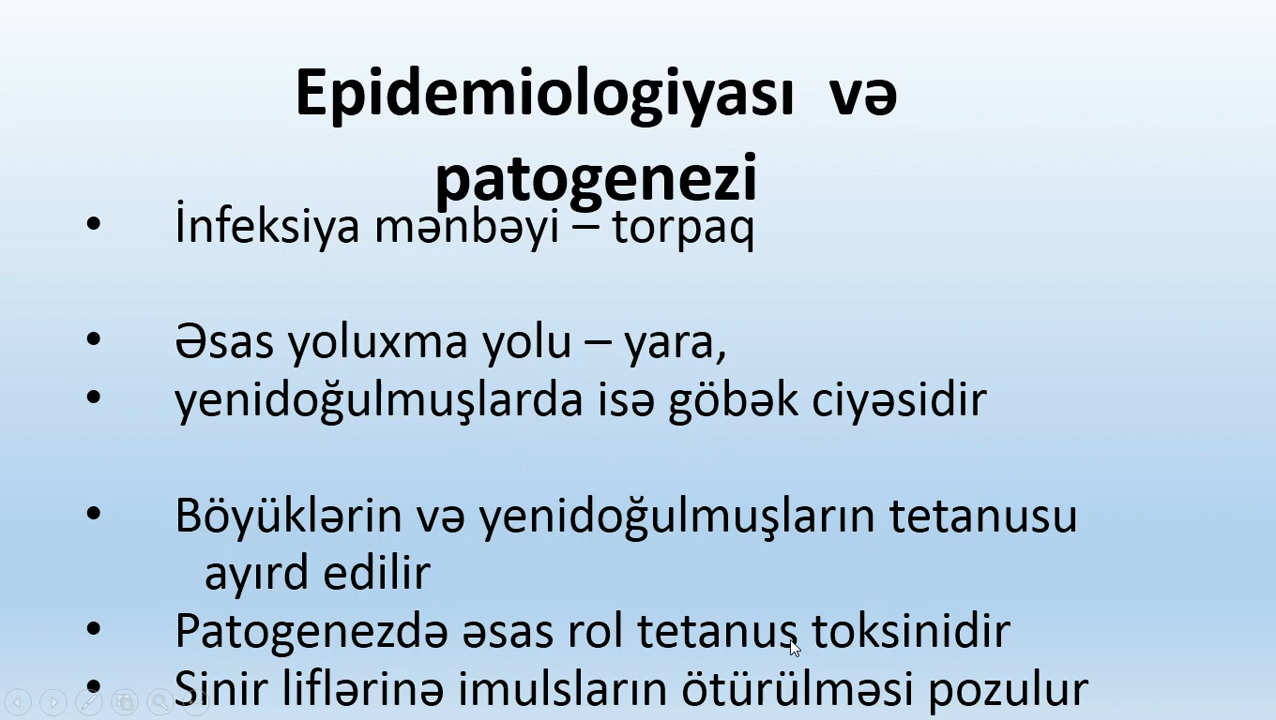 Epidemiologiyası və
patogenezi
• İnfeksiya mənbəyi – torpaq
• Əsas yoluxma yolu – yara,
• yenidoğulmuşlarda isə göbək ciyəsidir
• Böyüklərin və yenidoğulmuşların tetanusu
ayırd edilir
• Patogenezdə əsas rol tetanus toksinidir
• Sinir liflərinə imulsların ötürülməsi pozulur